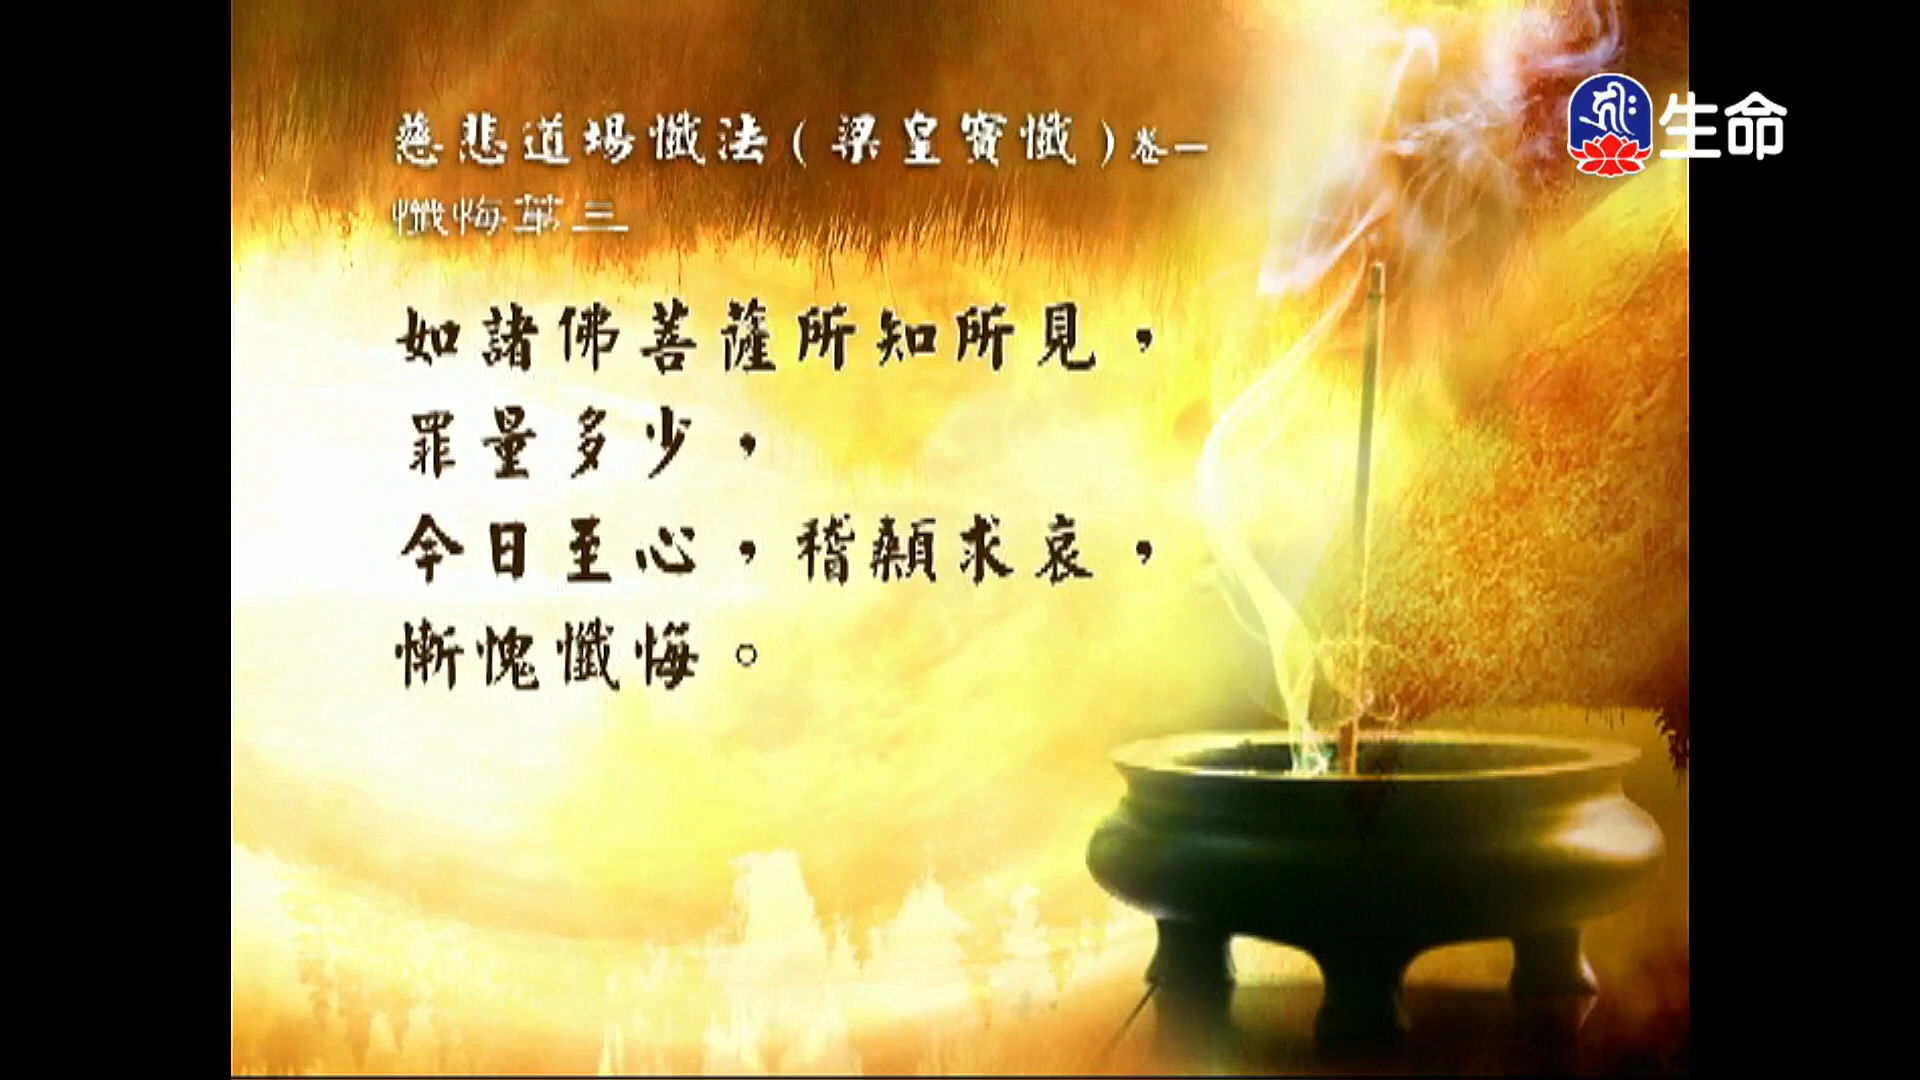 慈悲道場懺法(梁皇寶懺)卷一
懺悔第三
如諸佛菩薩所知所見，
罪量多少，
今日至心，稽顙求哀，
慚愧懺悔。
生命